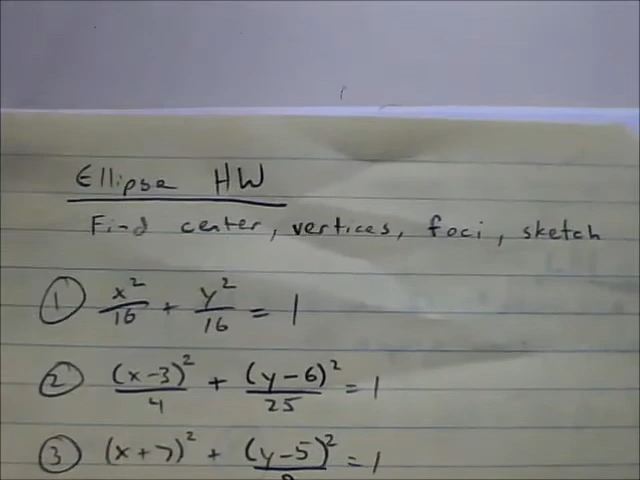 Ellipse HW
Find center, vertices, foci, sketch
① x²/16 + y²/16 = 1
② (x-3)²/4 + (y-6)²/25 = 1
③ (x+7)² + (y-5)²/ = 1